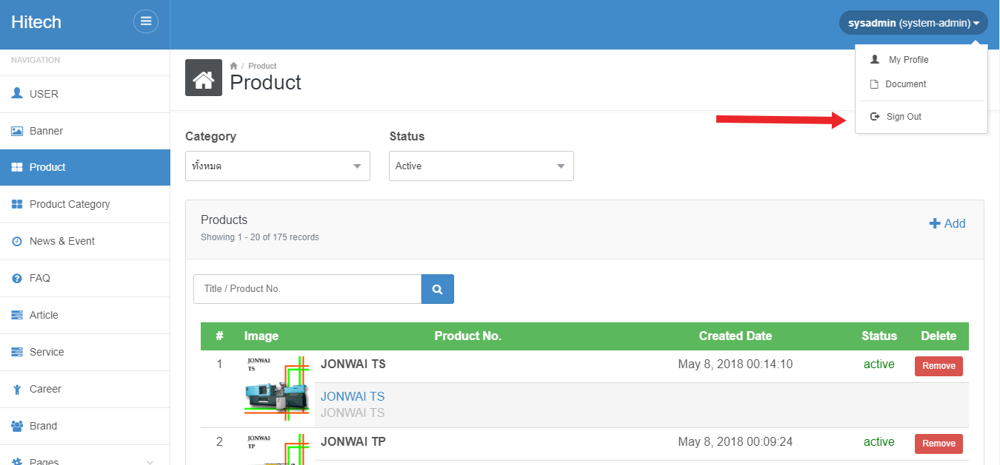 Hitech
sysadmin (system-admin)
My Profile
Document
Sign Out
NAVIGATION
USER
Banner
Product
Product Category
News & Event
FAQ
Article
Service
Career
Brand
Pages
/ Product
Product
Category
Status
ทั้งหมด
Active
Products
Showing 1 - 20 of 175 records
Add
Title / Product No.
# Image Product No. Created Date Status Delete
1 JONWAI TS JONWAI TS May 8, 2018 00:14:10 active Remove
JONWAI TS
JONWAI TS
2 JONWAI TP JONWAI TP May 8, 2018 00:09:24 active Remove